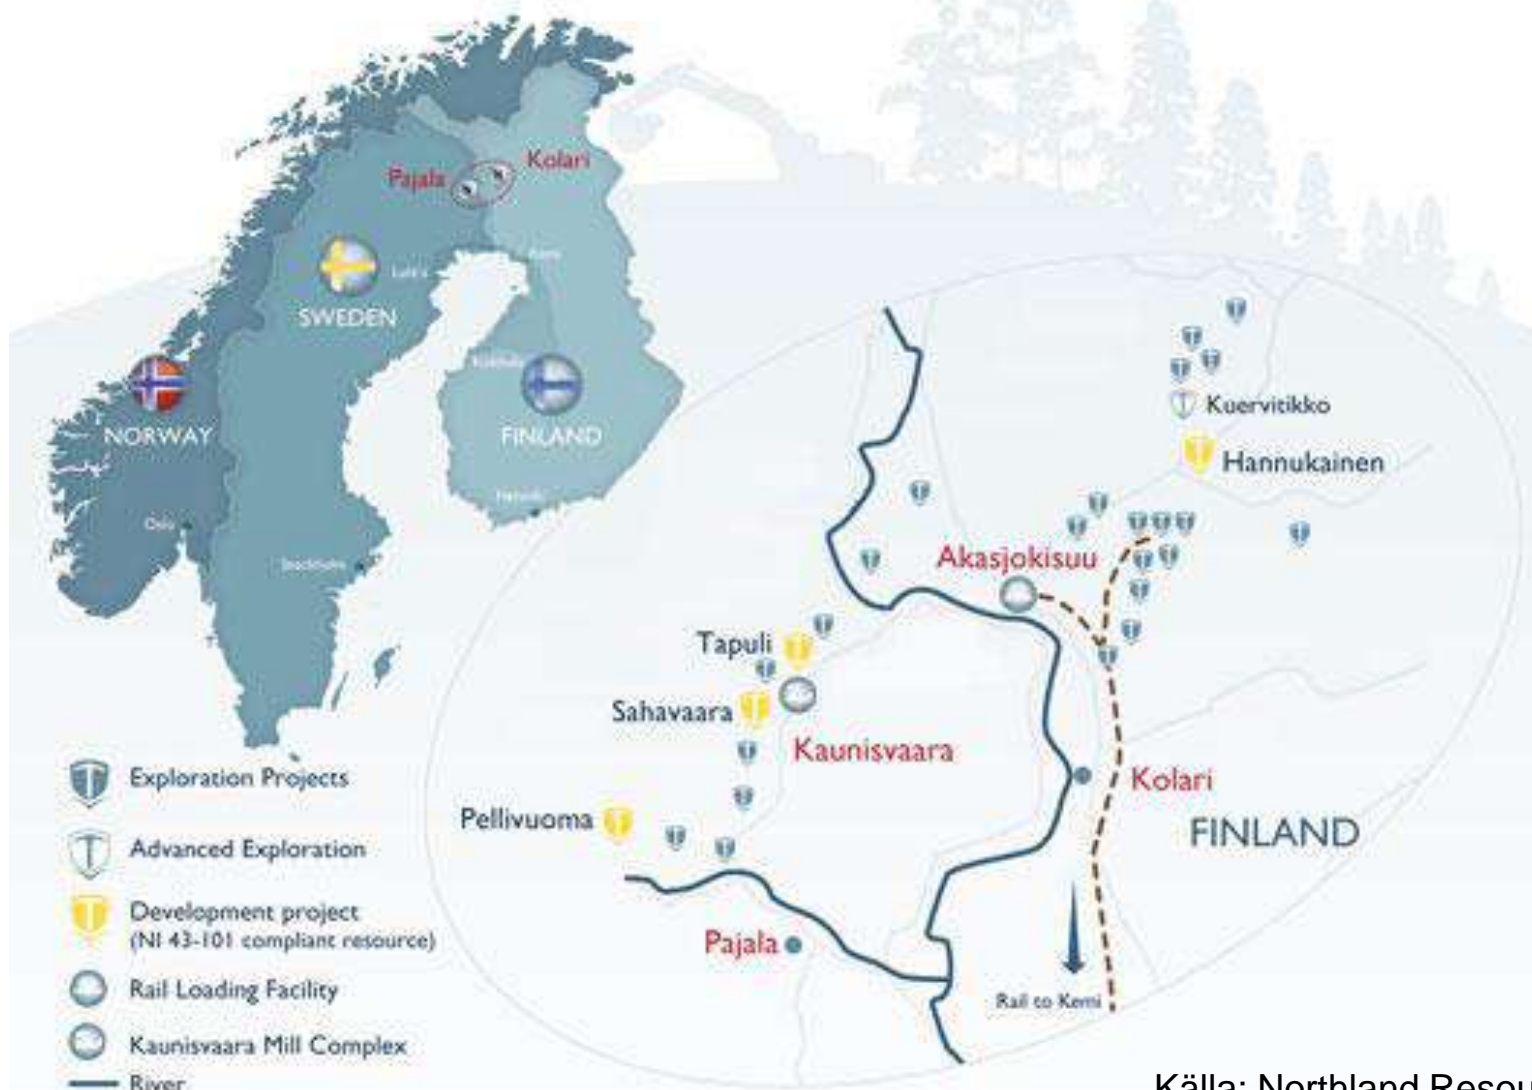 Kolari
Pajala
SWEDEN
NORWAY
FINLAND
Oslo
Stockholm
Kuervitikko
Hannukainen
Akasjokisuu
Tapuli
Sahavaara
Kaunisvaara
Kolari
Pellivuoma
FINLAND
Pajala
Rail to Kemi
Exploration Projects
Advanced Exploration
Development project
(NI 43-101 compliant resource)
Rail Loading Facility
Kaunisvaara Mill Complex
River
Källa: Northland Resou